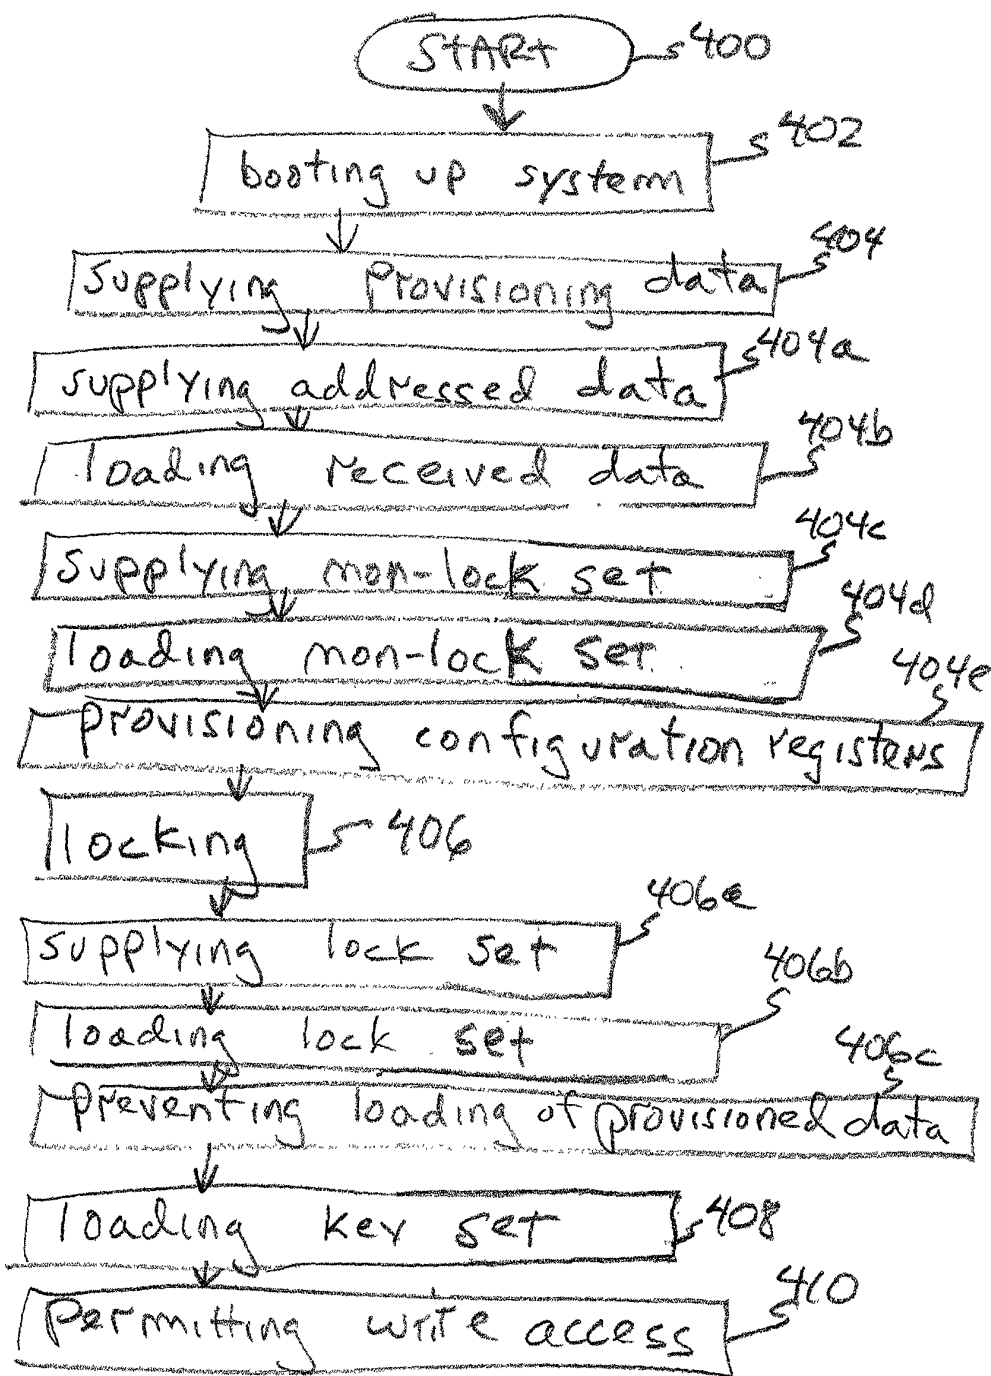 START 400
booting up system 402
supplying provisioning data 404
supplying addressed data 404a
loading received data 404b
supplying non-lock set 404c
loading non-lock set 404d
provisioning configuration registers 404e
locking 406
supplying lock set 406a
loading lock set 406b
preventing loading of provisioned data 406c
loading key set 408
permitting write access 410